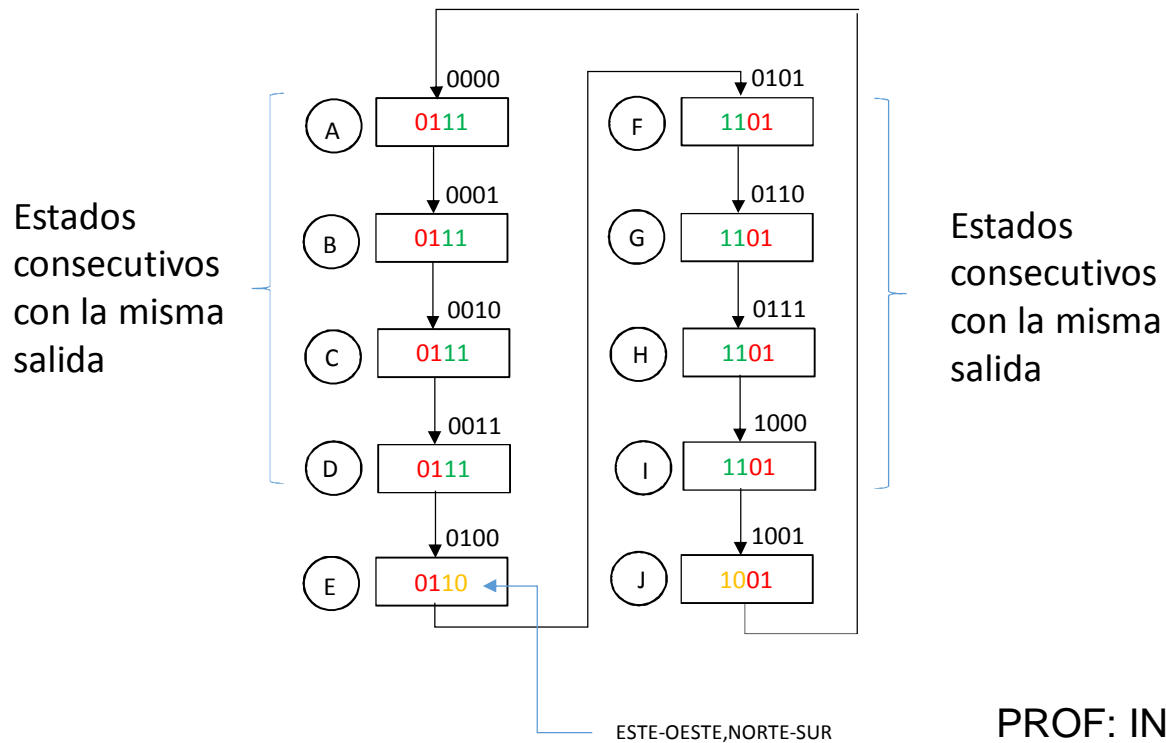 0000
A
0111
0001
B
0111
0010
C
0111
0011
D
0111
0100
E
0110
Estados
consecutivos
con la misma
salida
0101
F
1101
0110
G
1101
0111
H
1101
1000
I
1101
1001
J
1001
Estados
consecutivos
con la misma
salida
ESTE-OESTE,NORTE-SUR
PROF: IN